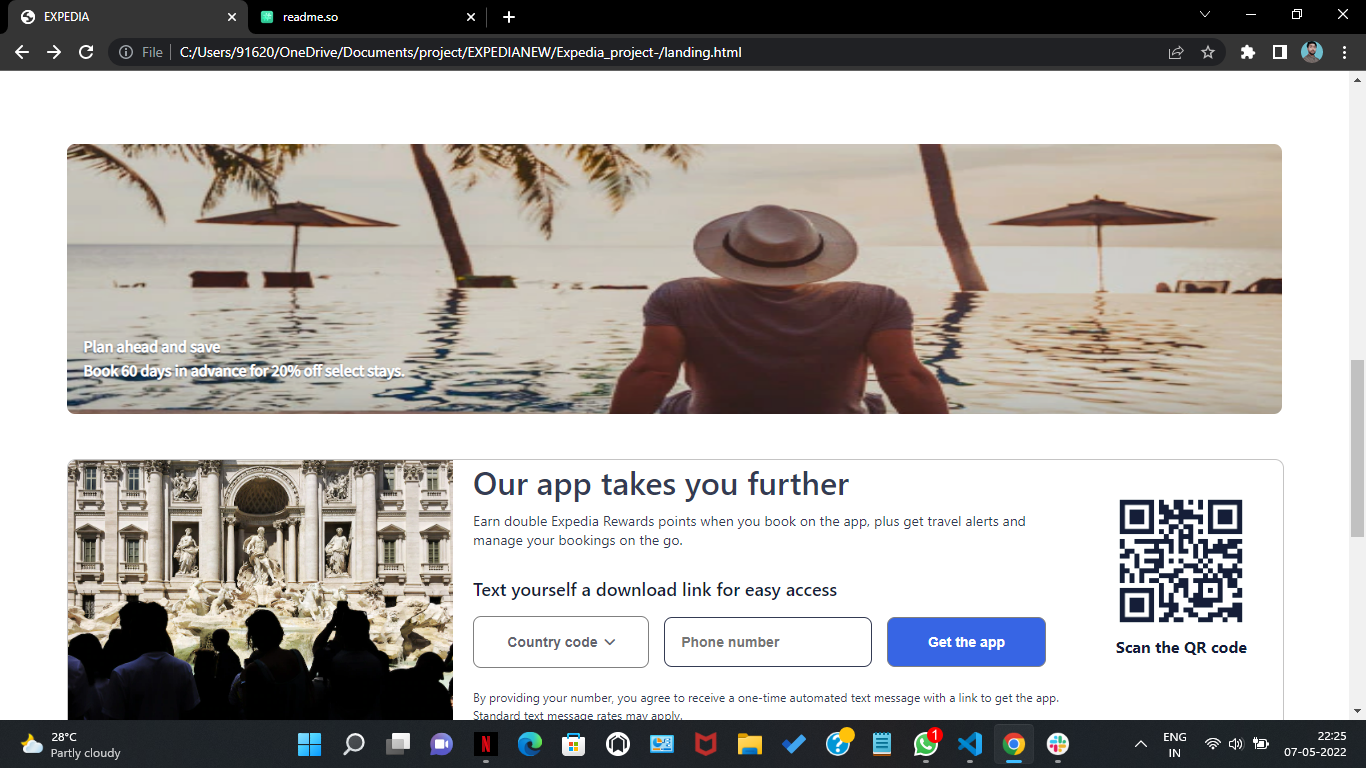 EXPEDIA
readme.so
File
C:/Users/91620/OneDrive/Documents/project/EXPEDIANEW/Expedia_project-/landing.html
Plan ahead and save
Book 60 days in advance for 20% off select stays.
Our app takes you further
Earn double Expedia Rewards points when you book on the app, plus get travel alerts and
manage your bookings on the go.
Text yourself a download link for easy access
Country code
Phone number
Get the app
Scan the QR code
By providing your number, you agree to receive a one-time automated text message with a link to get the app.
Standard text message rates may apply.
28°C
Partly cloudy
N
1
ENG
IN
22:25
07-05-2022